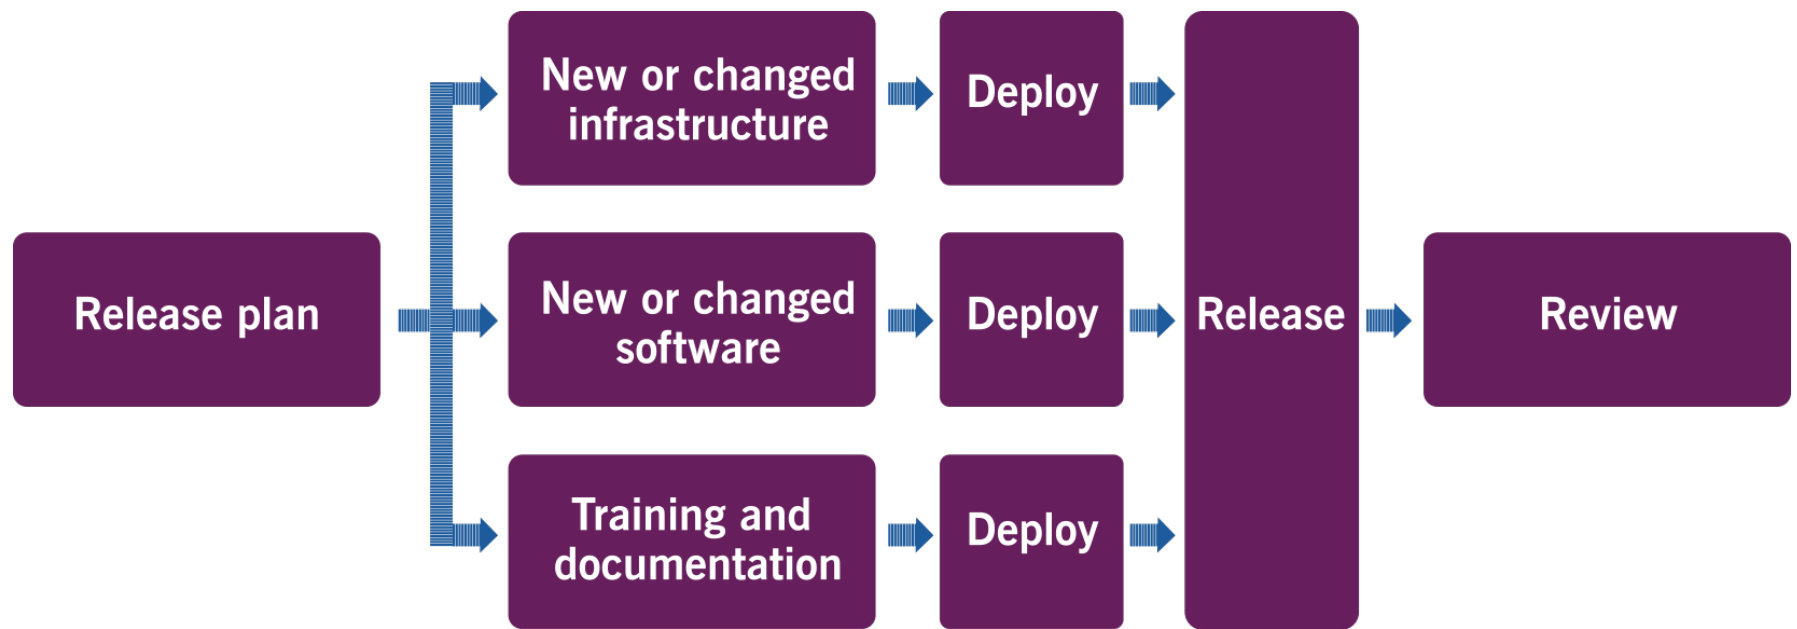 Release plan
New or changed
infrastructure
Deploy
New or changed
software
Deploy
Training and
documentation
Deploy
Release
Review